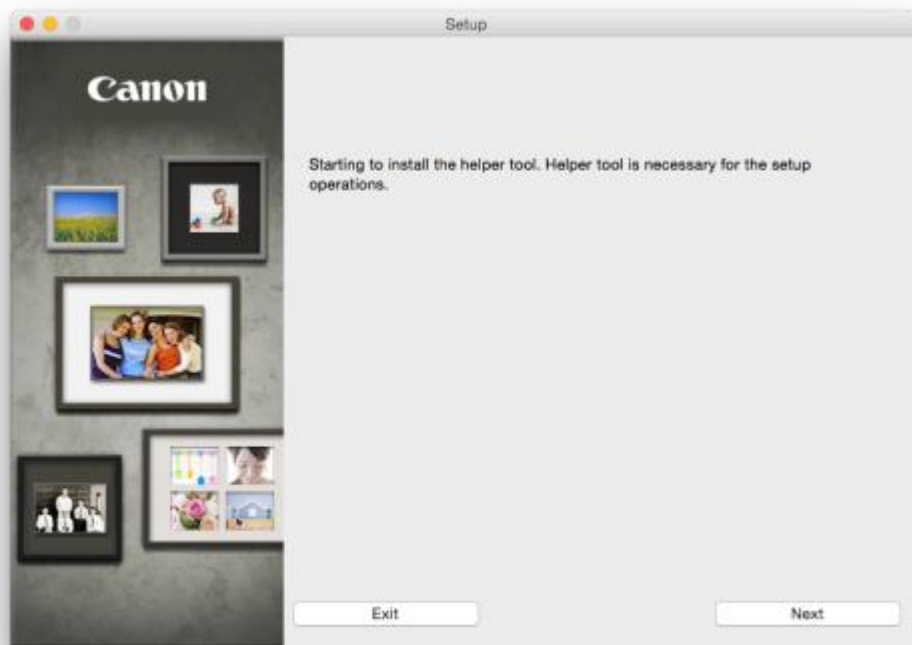 Setup
Canon
Starting to install the helper tool. Helper tool is necessary for the setup
operations.
Exit
Next